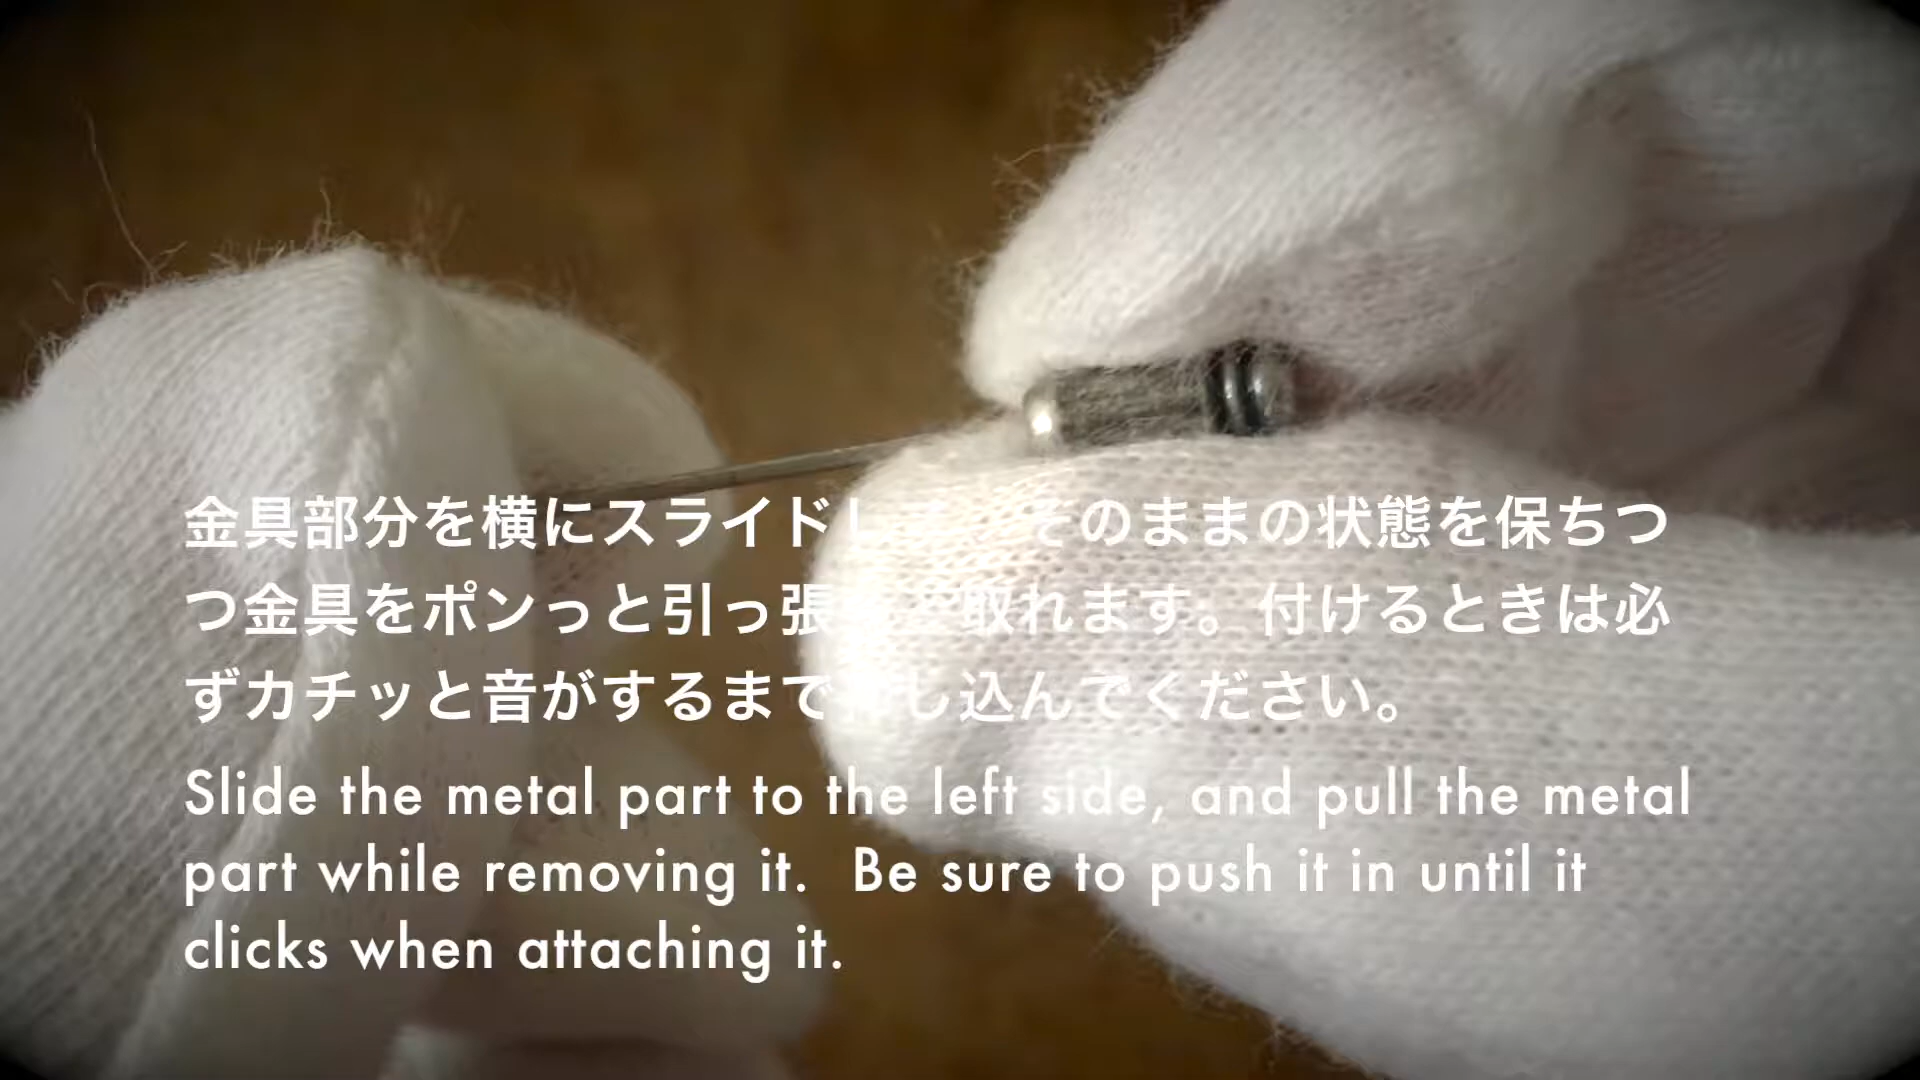 金具部分を横にスライドし そのままの状態を保ちつ
つ金具をポンっと引っ張 取れます。付けるときは必
ずカチッと音がするまで押し込んでください。
Slide the metal part to the left side, and pull the metal
part while removing it.  Be sure to push it in until it
clicks when attaching it.